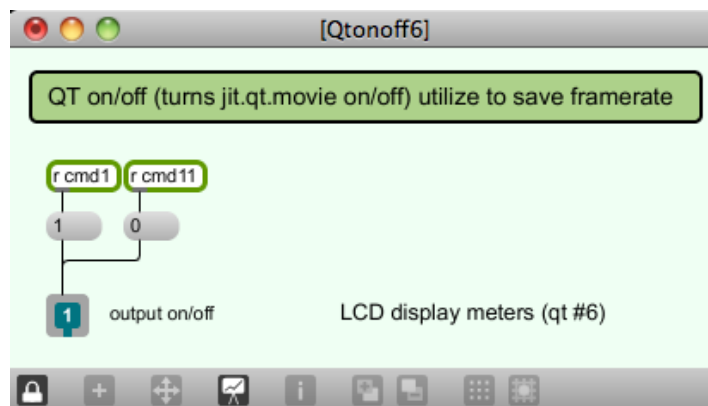 [Qtonoff6]
QT on/off (turns jit.qt.movie on/off) utilize to save framerate
r cmd1 r cmd11
1 0
1 output on/off LCD display meters (qt #6)